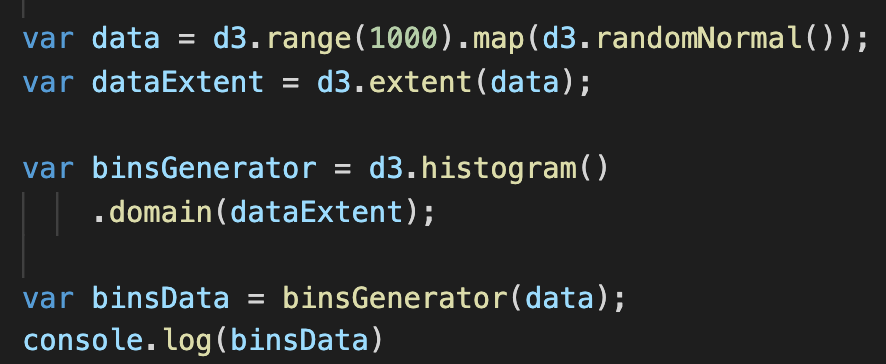 var data = d3.range(1000).map(d3.randomNormal());
var dataExtent = d3.extent(data);
var binsGenerator = d3.histogram()
.domain(dataExtent);
var binsData = binsGenerator(data);
console.log(binsData)